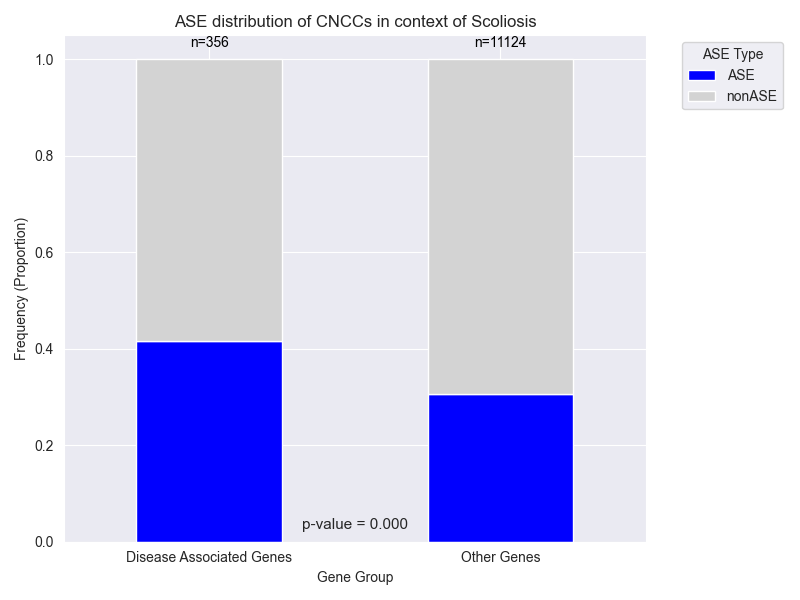 ASE distribution of CNCCs in context of Scoliosis
n=356
n=11124
ASE Type
ASE
nonASE
Frequency (Proportion)
1.0
0.8
0.6
0.4
0.2
0.0
p-value = 0.000
Disease Associated Genes
Other Genes
Gene Group